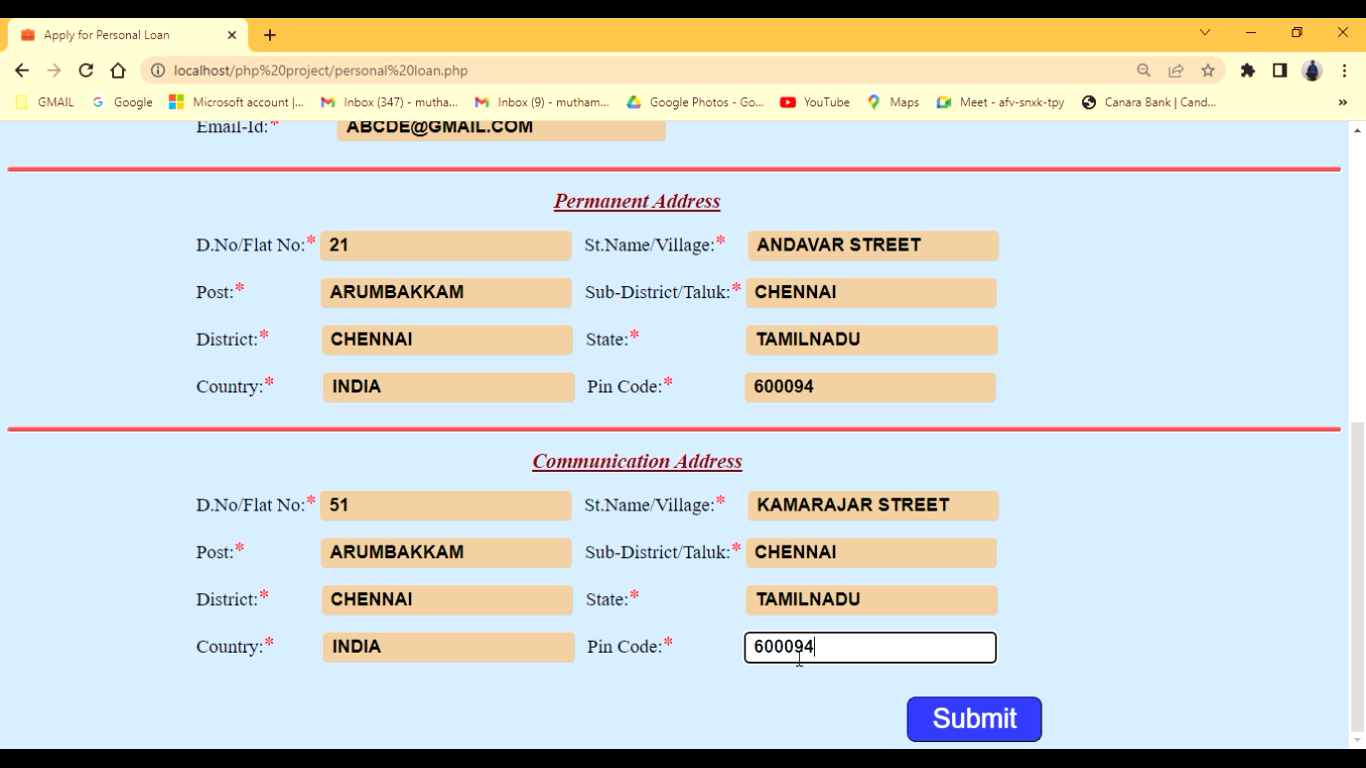 Apply for Personal Loan
localhost/php%20project/personal%20loan.php
GMAIL Google Microsoft account |... Inbox (347) - mutha... Inbox (9) - mutham... Google Photos - Go... YouTube Maps Meet - afv-snxk-tpy Canara Bank | Cand... »
Email-Id:* ABCDE@GMAIL.COM
Permanent Address
D.No/Flat No:* 21 St.Name/Village:* ANDAVAR STREET
Post:* ARUMBAKKAM Sub-District/Taluk:* CHENNAI
District:* CHENNAI State:* TAMILNADU
Country:* INDIA Pin Code:* 600094
Communication Address
D.No/Flat No:* 51 St.Name/Village:* KAMARAJAR STREET
Post:* ARUMBAKKAM Sub-District/Taluk:* CHENNAI
District:* CHENNAI State:* TAMILNADU
Country:* INDIA Pin Code:* 600094
Submit